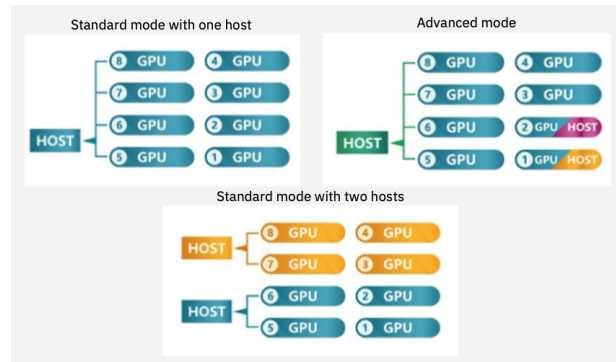 Standard mode with one host
8 GPU 4 GPU
7 GPU 3 GPU
6 GPU 2 GPU
HOST
5 GPU 1 GPU
Advanced mode
8 GPU 4 GPU
7 GPU 3 GPU
6 GPU 2 GPU HOST
HOST
5 GPU 1 GPU HOST
Standard mode with two hosts
8 GPU 4 GPU
HOST
7 GPU 3 GPU
6 GPU 2 GPU
HOST
5 GPU 1 GPU